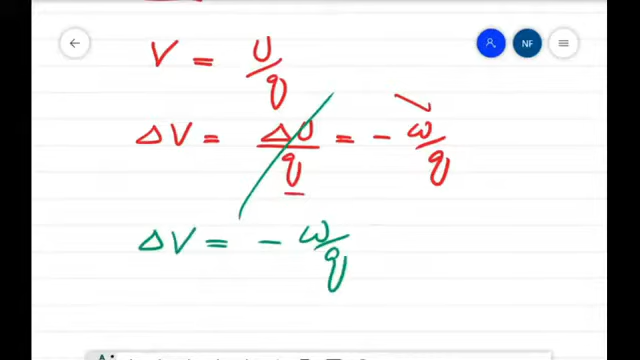 NF
V = U/q
ΔV = ΔU/q = - w/q
ΔV = - w/q